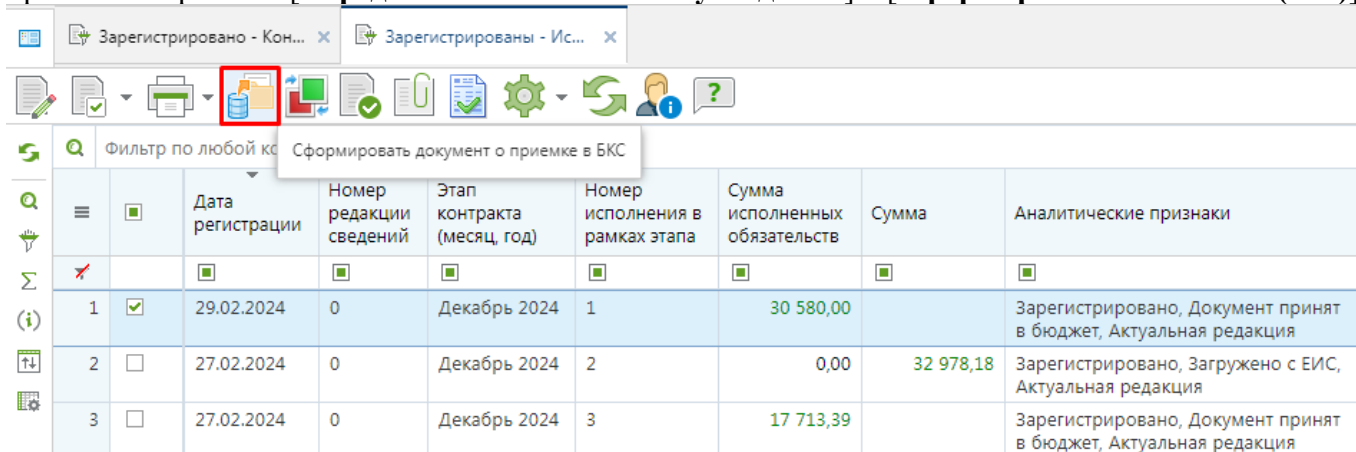 Зарегистрировано - Кон...
Зарегистрированы - Ис...
Фильтр по любой ко
Сформировать документ о приемке в БКС
Дата регистрации
Номер редакции сведений
Этап контракта (месяц, год)
Номер исполнения в рамках этапа
Сумма исполненных обязательств
Сумма
Аналитические признаки
1 29.02.2024 0 Декабрь 2024 1 30 580,00 Зарегистрировано, Документ принят
в бюджет, Актуальная редакция
2 27.02.2024 0 Декабрь 2024 2 0,00 32 978,18 Зарегистрировано, Загружено с ЕИС,
Актуальная редакция
3 27.02.2024 0 Декабрь 2024 3 17 713,39 Зарегистрировано, Документ принят
в бюджет, Актуальная редакция